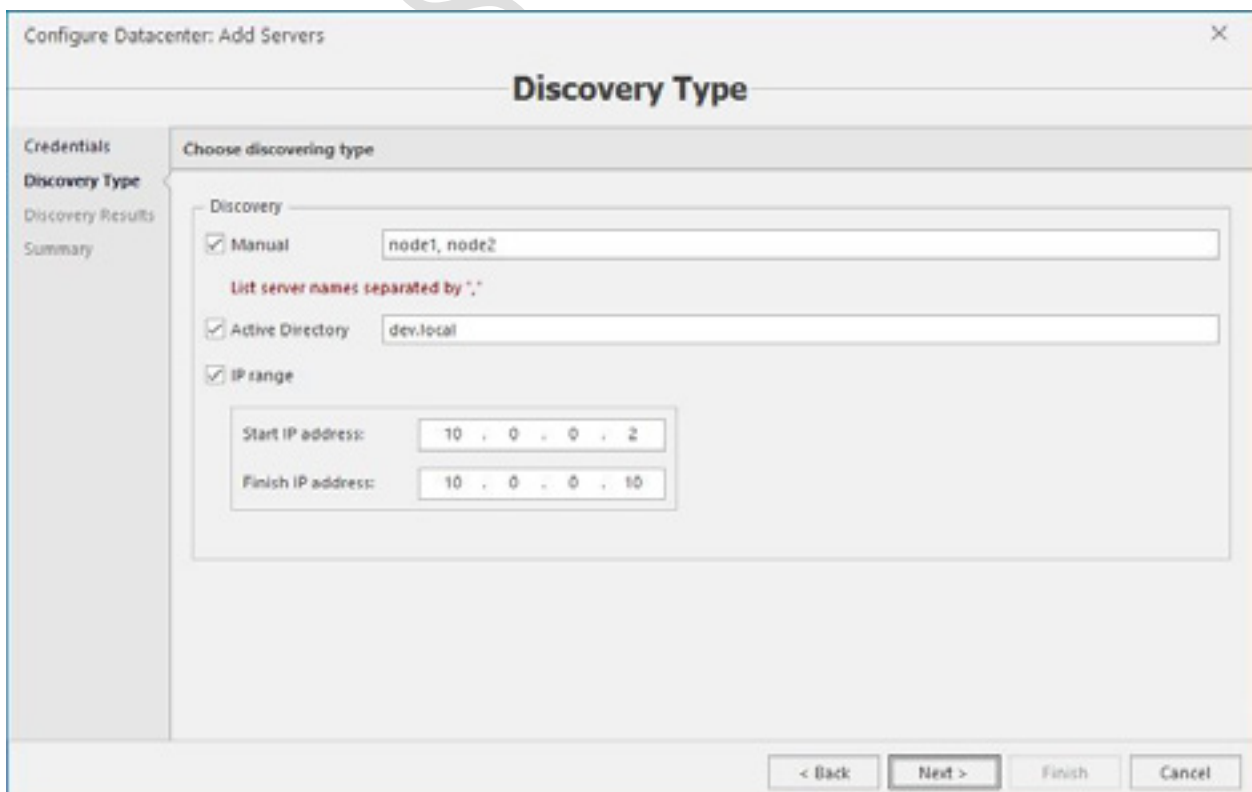 Configure Datacenter: Add Servers
Discovery Type
Credentials
Discovery Type
Discovery Results
Summary
Choose discovering type
Discovery
Manual node1, node2
List server names separated by ","
Active Directory dev.local
IP range
Start IP address: 10 . 0 . 0 . 2
Finish IP address: 10 . 0 . 0 . 10
< Back Next > Finish Cancel